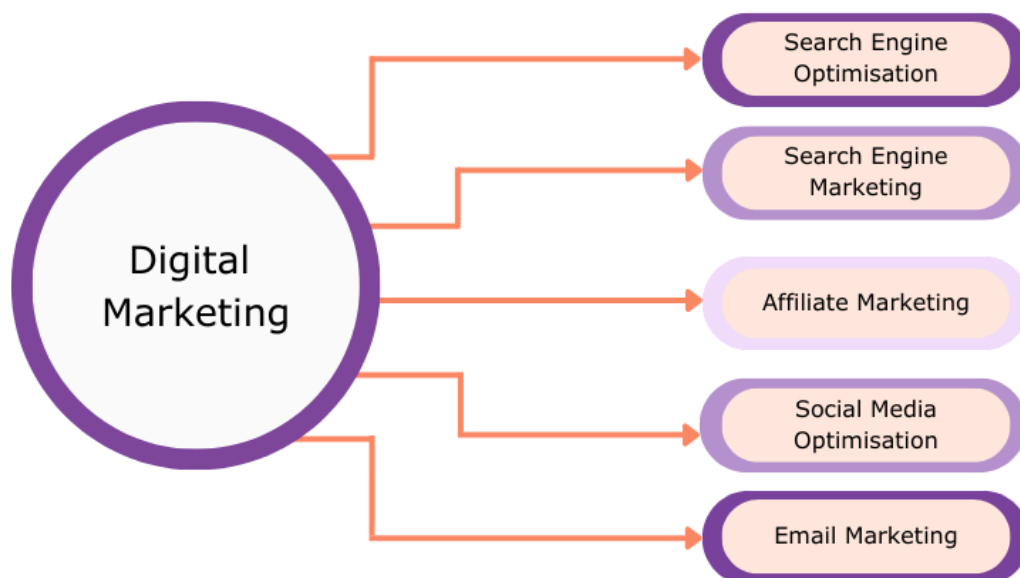 Digital
Marketing
Search Engine
Optimisation
Search Engine
Marketing
Affiliate Marketing
Social Media
Optimisation
Email Marketing